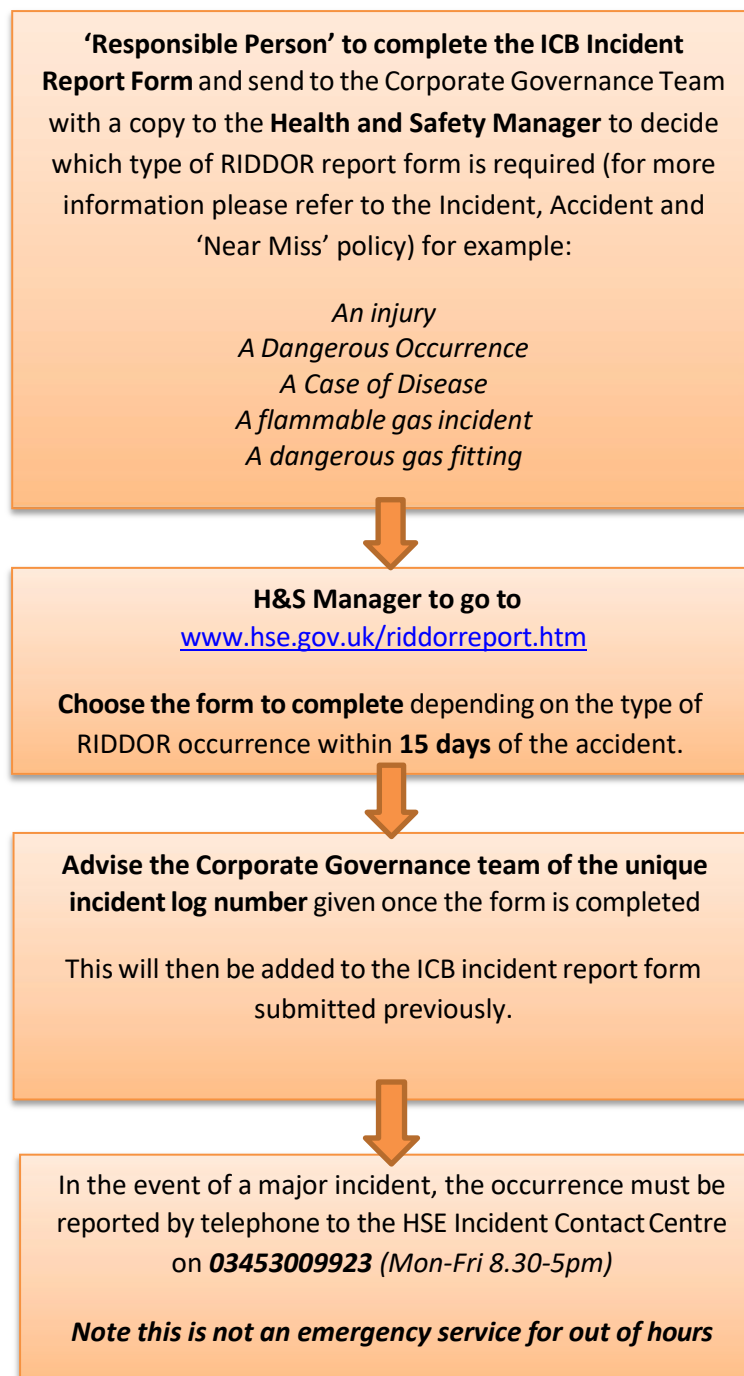 ‘Responsible Person’ to complete the ICB Incident
Report Form and send to the Corporate Governance Team
with a copy to the Health and Safety Manager to decide
which type of RIDDOR report form is required (for more
information please refer to the Incident, Accident and
‘Near Miss’ policy) for example:
An injury
A Dangerous Occurrence
A Case of Disease
A flammable gas incident
A dangerous gas fitting
H&S Manager to go to
www.hse.gov.uk/riddorreport.htm
Choose the form to complete depending on the type of
RIDDOR occurrence within 15 days of the accident.
Advise the Corporate Governance team of the unique
incident log number given once the form is completed
This will then be added to the ICB incident report form
submitted previously.
In the event of a major incident, the occurrence must be
reported by telephone to the HSE Incident Contact Centre
on 03453009923 (Mon-Fri 8.30-5pm)
Note this is not an emergency service for out of hours